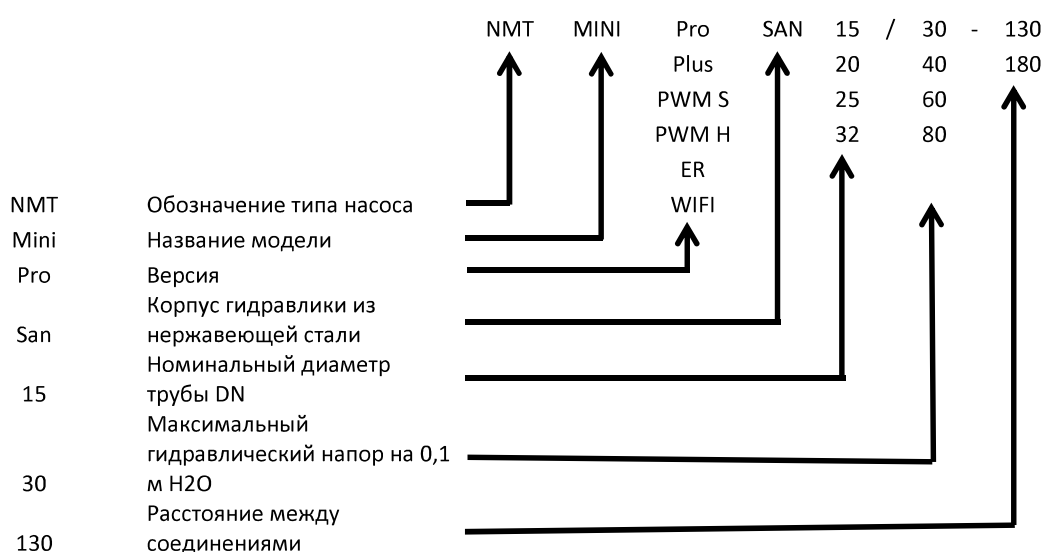 NMT MINI Pro SAN 15 / 30 - 130
Plus 20 40 180
PWM S 25 60
PWM H 32 80
ER
NMT Обозначение типа насоса WIFI
Mini Название модели
Pro Версия
Корпус гидравлики из
San нержавеющей стали
Номинальный диаметр
15 трубы DN
Максимальный
гидравлический напор на 0,1
30 м H2O
Расстояние между
130 соединениями